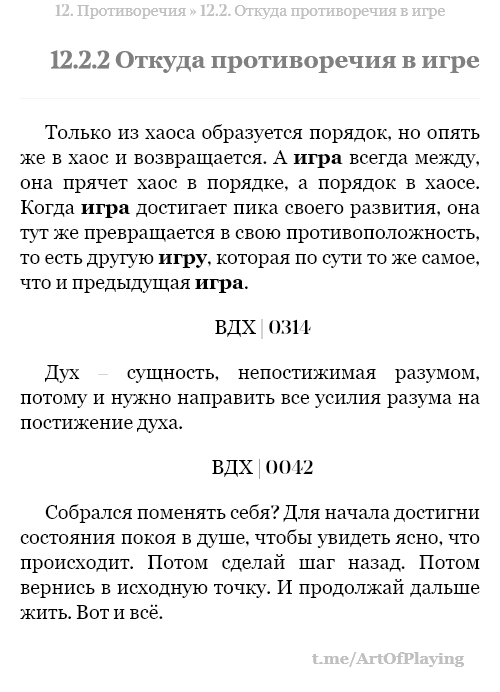 12. Противоречия » 12.2. Откуда противоречия в игре
12.2.2 Откуда противоречия в игре
Только из хаоса образуется порядок, но опять
же в хаос и возвращается. А игра всегда между,
она прячет хаос в порядке, а порядок в хаосе.
Когда игра достигает пика своего развития, она
тут же превращается в свою противоположность,
то есть другую игру, которая по сути то же самое,
что и предыдущая игра.
ВДХ | 0314
Дух – сущность, непостижимая разумом,
потому и нужно направить все усилия разума на
постижение духа.
ВДХ | 0042
Собрался поменять себя? Для начала достигни
состояния покоя в душе, чтобы увидеть ясно, что
происходит. Потом сделай шаг назад. Потом
вернись в исходную точку. И продолжай дальше
жить. Вот и всё.
t.me/ArtOfPlaying